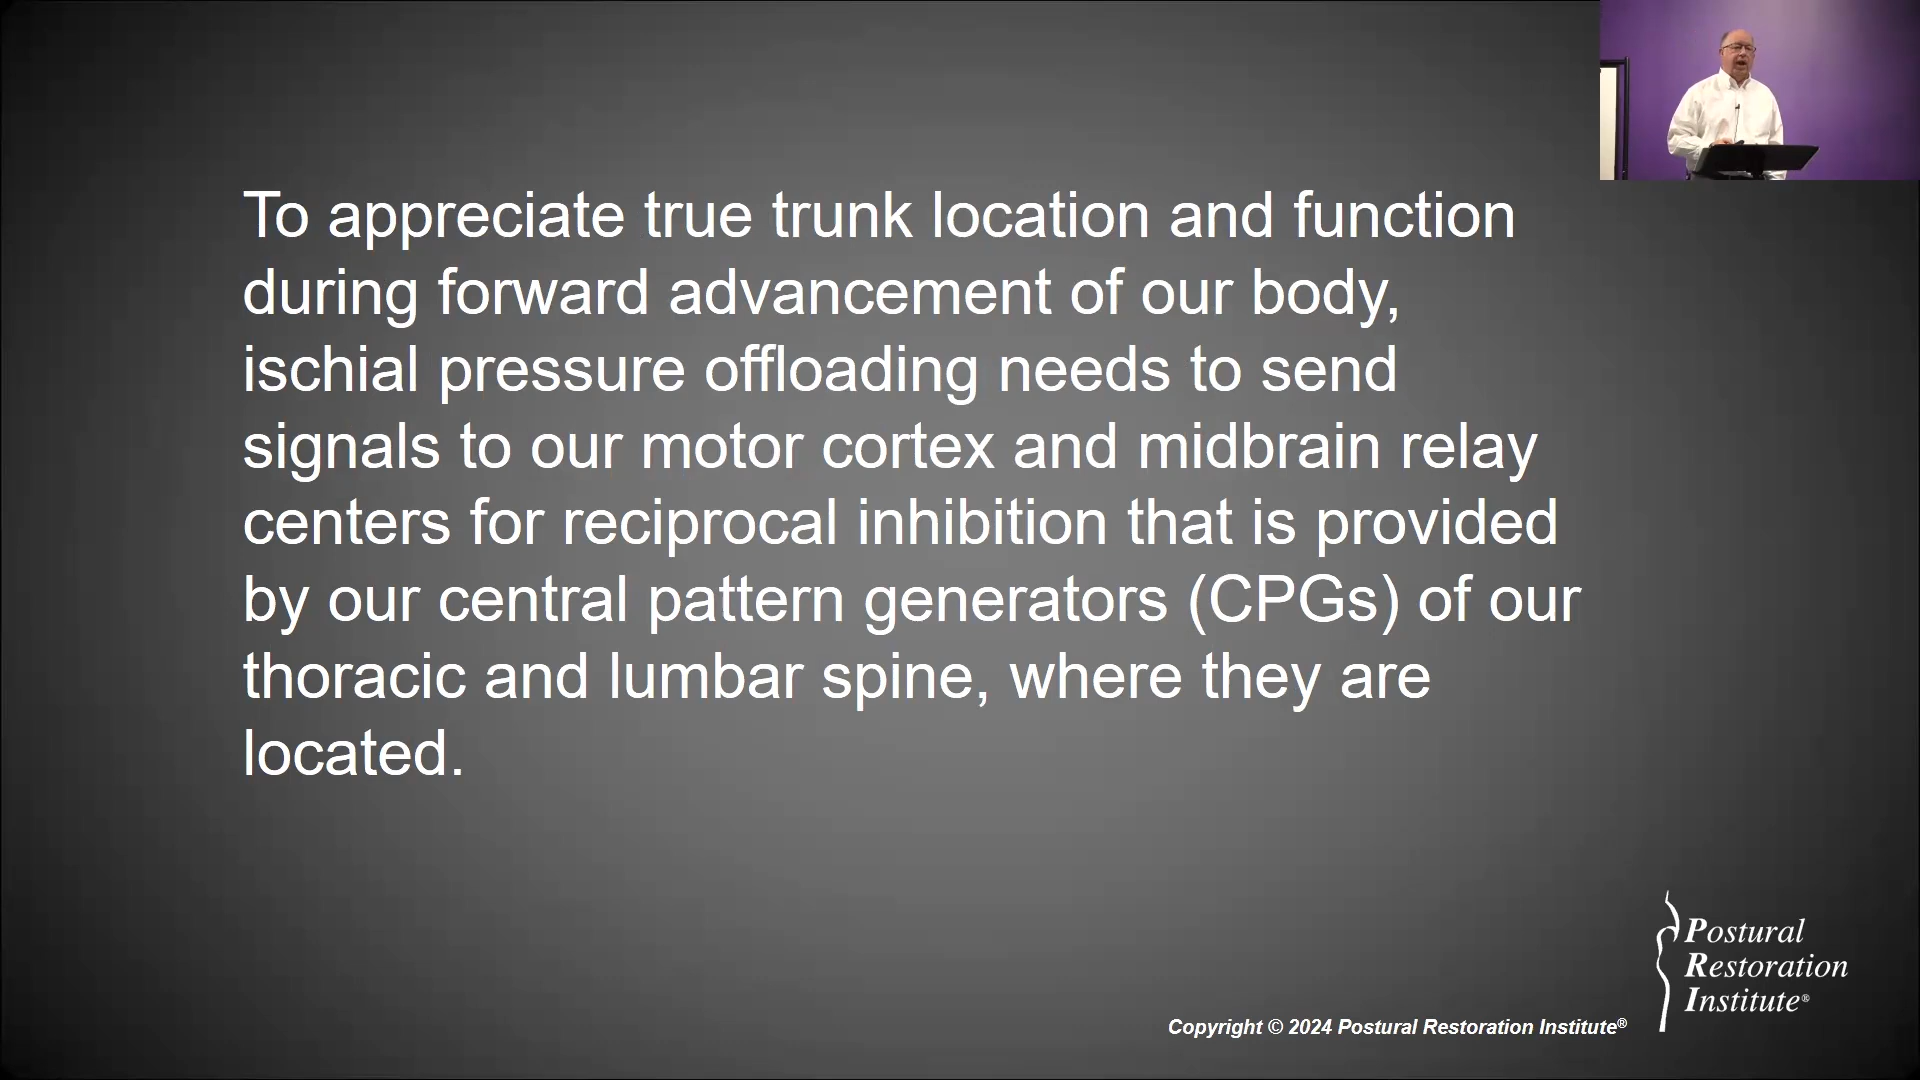 To appreciate true trunk location and function
during forward advancement of our body,
ischial pressure offloading needs to send
signals to our motor cortex and midbrain relay
centers for reciprocal inhibition that is provided
by our central pattern generators (CPGs) of our
thoracic and lumbar spine, where they are
located.
Postural
Restoration
Institute®
Copyright © 2024 Postural Restoration Institute®